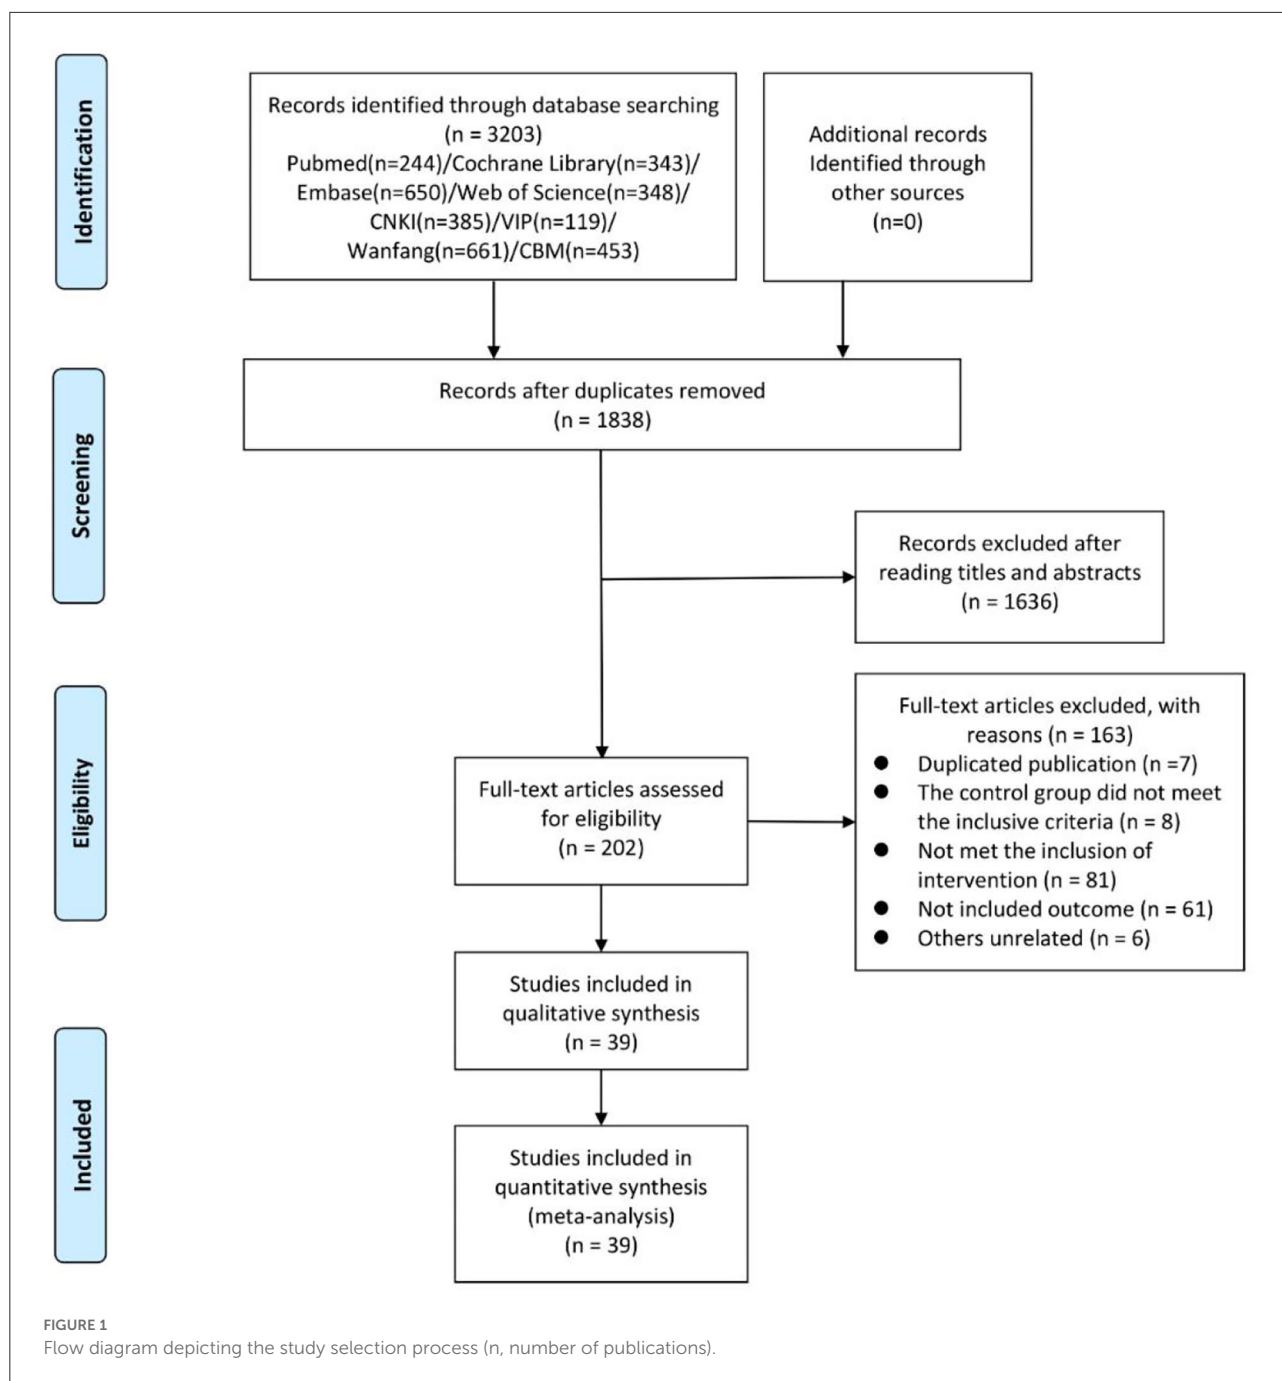 Identification
Records identified through database searching
(n = 3203)
Pubmed(n=244)/Cochrane Library(n=343)/
Embase(n=650)/Web of Science(n=348)/
CNKI(n=385)/VIP(n=119)/
Wanfang(n=661)/CBM(n=453)
Additional records
Identified through
other sources
(n=0)
Screening
Records after duplicates removed
(n = 1838)
Records excluded after
reading titles and abstracts
(n = 1636)
Eligibility
Full-text articles assessed
for eligibility
(n = 202)
Full-text articles excluded, with
reasons (n = 163)
● Duplicated publication (n =7)
● The control group did not meet
the inclusive criteria (n = 8)
● Not met the inclusion of
intervention (n = 81)
● Not included outcome (n = 61)
● Others unrelated (n = 6)
Studies included in
qualitative synthesis
(n = 39)
Included
Studies included in
quantitative synthesis
(meta-analysis)
(n = 39)
FIGURE 1
Flow diagram depicting the study selection process (n, number of publications).